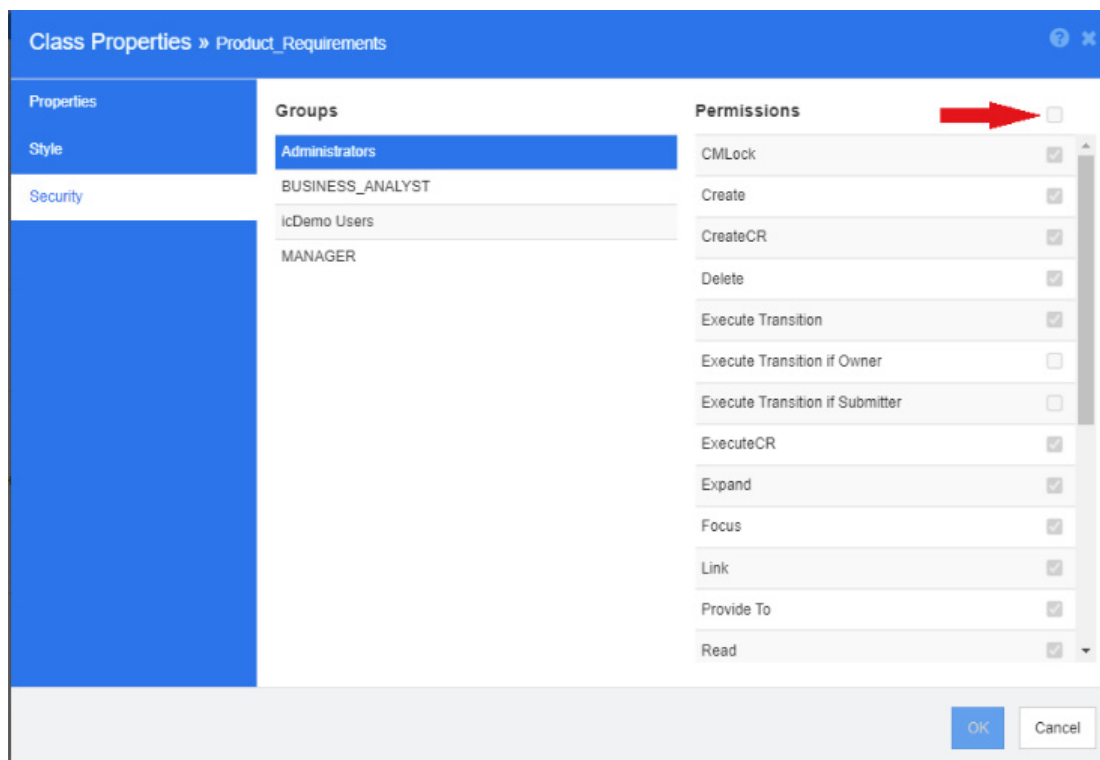 Class Properties » Product_Requirements
Properties
Style
Security
Groups
Administrators
BUSINESS_ANALYST
icDemo Users
MANAGER
Permissions
CMLock
Create
CreateCR
Delete
Execute Transition
Execute Transition if Owner
Execute Transition if Submitter
ExecuteCR
Expand
Focus
Link
Provide To
Read
OK
Cancel